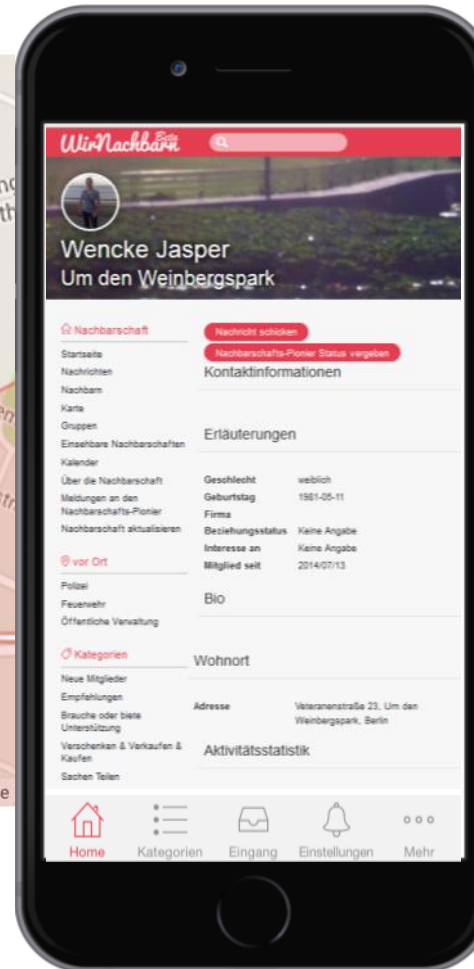 WirNachbarn
Beta
Wencke Jasper
Um den Weinbergspark
Nachbarschaft
Startseite
Nachrichten
Nachbarn
Karte
Gruppen
Einsehbare Nachbarschaften
Kalender
Über die Nachbarschaft
Meldungen an den
Nachbarschafts-Pionier
Nachbarschaft aktualisieren
vor Ort
Polizei
Feuerwehr
Öffentliche Verwaltung
Kategorien
Neue Mitglieder
Empfehlungen
Brauche oder biete
Unterstützung
Verschenken & Verkaufen &
Kaufen
Sachen Teilen
Nachricht schicken
Nachbarschafts-Pionier Status vergeben
Kontaktinformationen
Erläuterungen
Geschlecht weiblich
Geburtstag 1981-05-11
Firma
Beziehungsstatus Keine Angabe
Interesse an Keine Angabe
Mitglied seit 2014/07/13
Bio
Wohnort
Adresse Veteranenstraße 23, Um den
Weinbergspark, Berlin
Aktivitätsstatistik
Home Kategorien Eingang Einstellungen Mehr